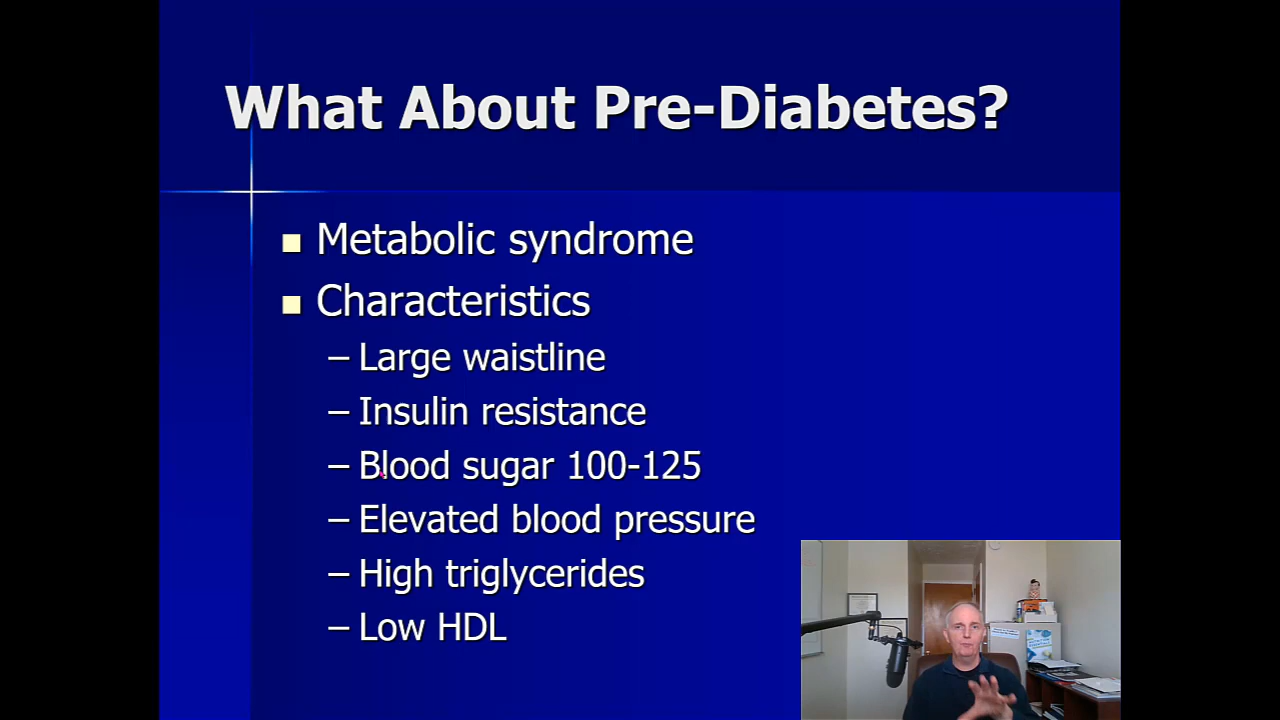 What About Pre-Diabetes?
Metabolic syndrome
Characteristics
– Large waistline
– Insulin resistance
– Blood sugar 100-125
– Elevated blood pressure
– High triglycerides
– Low HDL